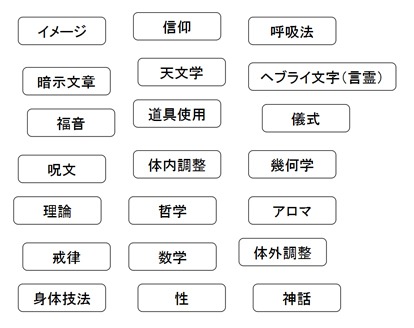 イメージ
信仰
呼吸法
暗示文章
天文学
ヘブライ文字（言霊）
福音
道具使用
儀式
呪文
体内調整
幾何学
理論
哲学
アロマ
戒律
数学
体外調整
身体技法
性
神話